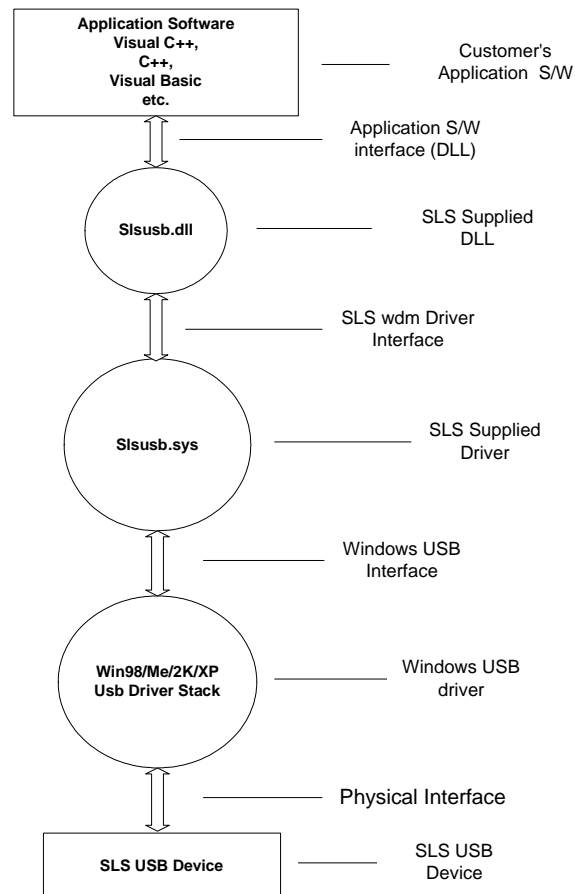 Application Software
Visual C++,
C++,
Visual Basic
etc.
Customer's
Application S/W
Application S/W
interface (DLL)
Slsusb.dll
SLS Supplied
DLL
SLS wdm Driver
Interface
Slsusb.sys
SLS Supplied
Driver
Windows USB
Interface
Win98/Me/2K/XP
Usb Driver Stack
Windows USB
driver
Physical Interface
SLS USB Device
SLS USB
Device